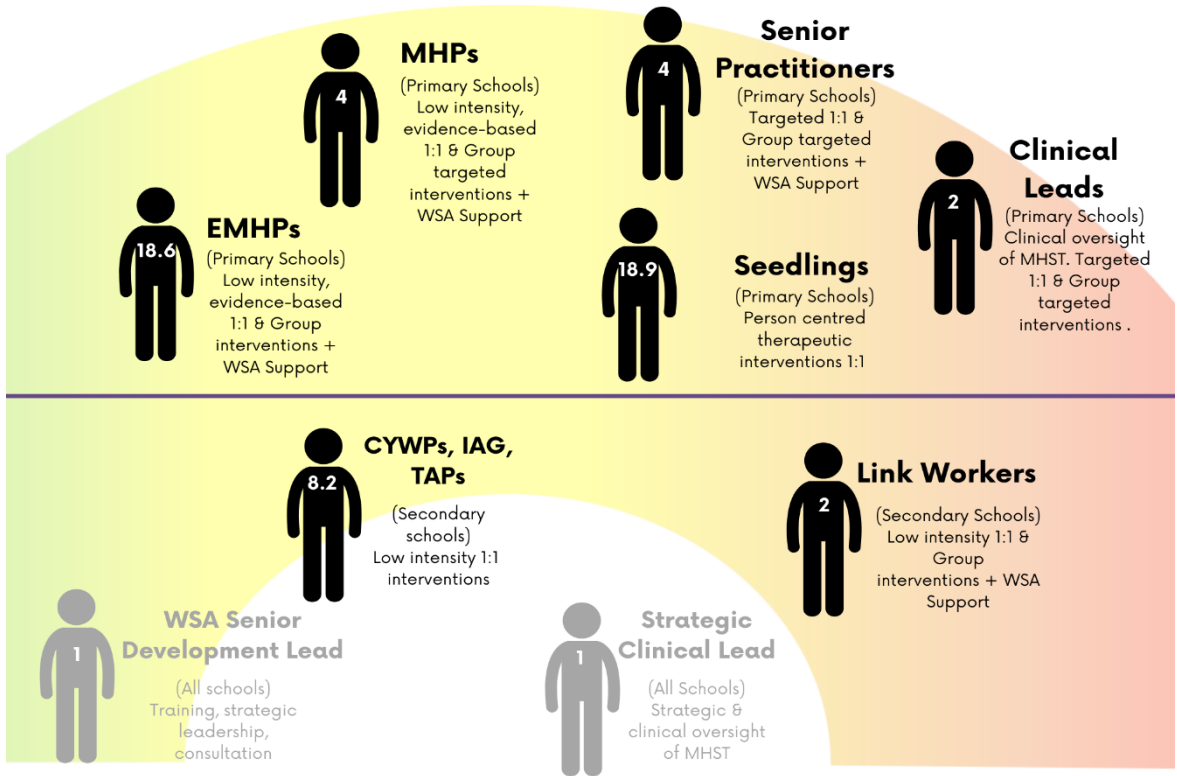 4
MHPs
(Primary Schools)
Low intensity,
evidence-based
1:1 & Group
targeted
interventions +
WSA Support
4
Senior
Practitioners
(Primary Schools)
Targeted 1:1 &
Group targeted
interventions +
WSA Support
2
Clinical
Leads
(Primary Schools)
Clinical oversight
of MHST. Targeted
1:1 & Group
targeted
interventions .
18.6
EMHPs
(Primary Schools)
Low intensity,
evidence-based
1:1 & Group
interventions +
WSA Support
18.9
Seedlings
(Primary Schools)
Person centred
therapeutic
interventions 1:1
8.2
CYWPs, IAG,
TAPs
(Secondary
schools)
Low intensity 1:1
interventions
2
Link Workers
(Secondary Schools)
Low intensity 1:1 &
Group
interventions + WSA
Support
1
WSA Senior
Development Lead
(All schools)
Training, strategic
leadership,
consultation
1
Strategic
Clinical Lead
(All Schools)
Strategic &
clinical oversight
of MHST